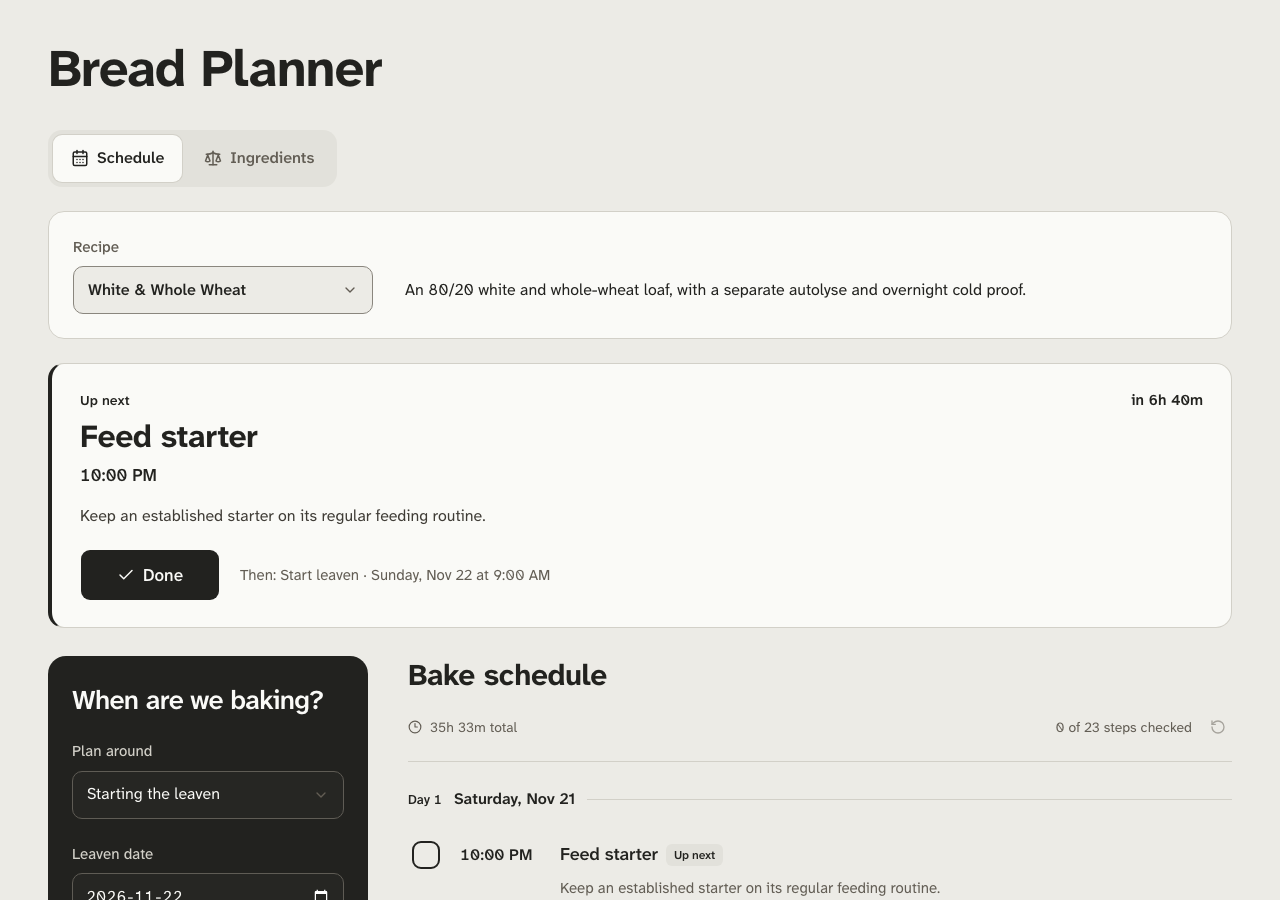 Bread Planner
Schedule
Ingredients
Recipe
White & Whole Wheat
An 80/20 white and whole-wheat loaf, with a separate autolyse and overnight cold proof.
Up next
in 6h 40m
Feed starter
10:00 PM
Keep an established starter on its regular feeding routine.
Done
Then: Start leaven · Sunday, Nov 22 at 9:00 AM
When are we baking?
Plan around
Starting the leaven
Leaven date
2026-11-22
Bake schedule
35h 33m total
0 of 23 steps checked
Day 1 Saturday, Nov 21
10:00 PM
Feed starter
Up next
Keep an established starter on its regular feeding routine.